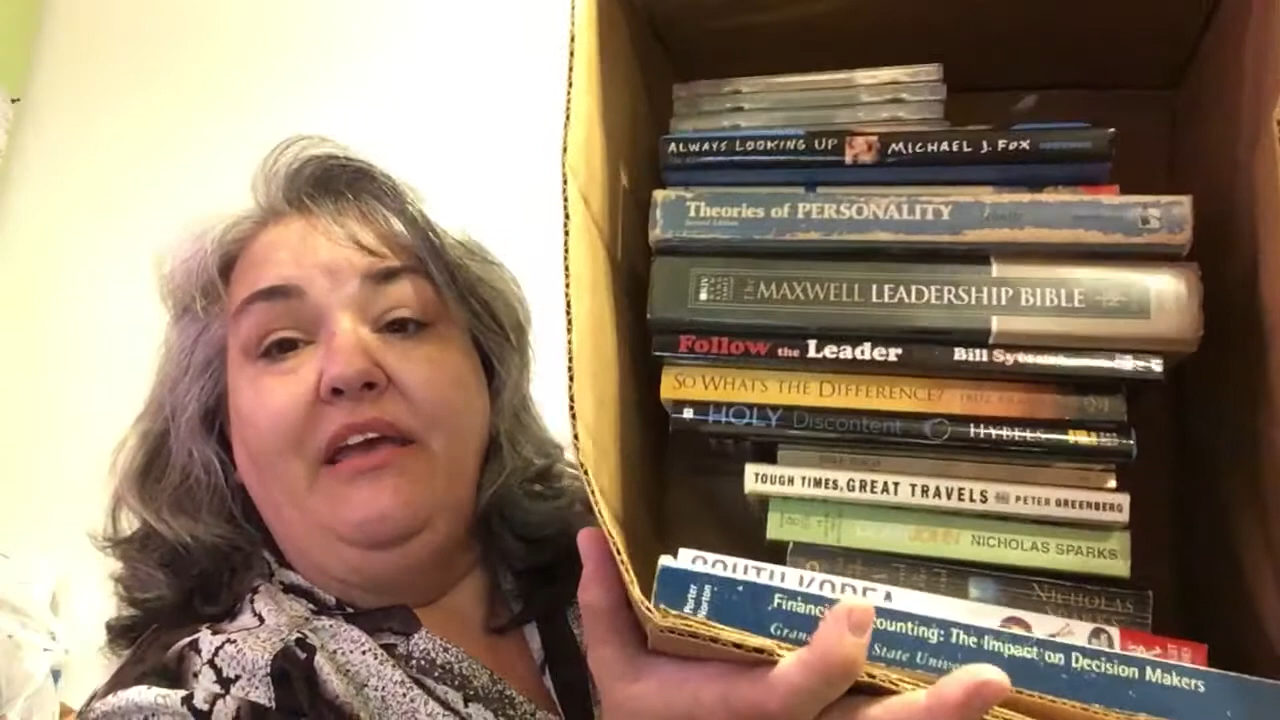 ALWAYS LOOKING UP MICHAEL J. FOX
Theories of PERSONALITY
Second Edition
The MAXWELL LEADERSHIP BIBLE
Follow the Leader Bill
SO WHAT'S THE DIFFERENCE?
HOLY Discontent HYBELS
TOUGH TIMES, GREAT TRAVELS PETER GREENBERG
JOHN NICHOLAS SPARKS
NICHOLAS
SOUTH KOREA
Porter
Norton
Accounting: The Impact on Decision Makers
State